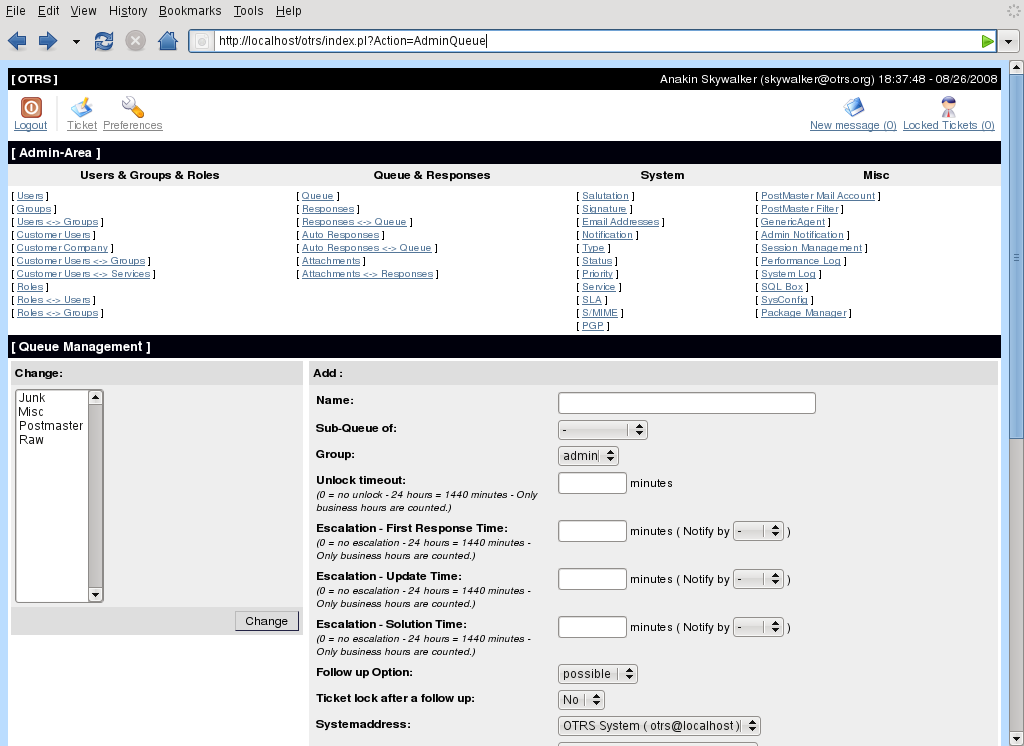 File Edit View History Bookmarks Tools Help
http://localhost/otrs/index.pl?Action=AdminQueue
[ OTRS ] Anakin Skywalker (skywalker@otrs.org) 18:37:48 - 08/26/2008
Logout Ticket Preferences New message (0) Locked Tickets (0)
[ Admin-Area ]
Users & Groups & Roles Queue & Responses System Misc
[ Users ] [ Queue ] [ Salutation ] [ PostMaster Mail Account ]
[ Groups ] [ Responses ] [ Signature ] [ PostMaster Filter ]
[ Users <-> Groups ] [ Responses <-> Queue ] [ Email Addresses ] [ GenericAgent ]
[ Customer Users ] [ Auto Responses ] [ Notification ] [ Admin Notification ]
[ Customer Company ] [ Auto Responses <-> Queue ] [ Type ] [ Session Management ]
[ Customer Users <-> Groups ] [ Attachments ] [ Status ] [ Performance Log ]
[ Customer Users <-> Services ] [ Attachments <-> Responses ] [ Priority ] [ System Log ]
[ Roles ] [ Service ] [ SQL Box ]
[ Roles <-> Users ] [ SLA ] [ SysConfig ]
[ Roles <-> Groups ] [ S/MIME ] [ Package Manager ]
[ PGP ]
[ Queue Management ]
Change:
Junk
Misc
Postmaster
Raw
Change
Add :
Name:
Sub-Queue of: -
Group: admin
Unlock timeout: minutes
(0 = no unlock - 24 hours = 1440 minutes - Only
business hours are counted.)
Escalation - First Response Time: minutes ( Notify by - )
(0 = no escalation - 24 hours = 1440 minutes -
Only business hours are counted.)
Escalation - Update Time: minutes ( Notify by - )
(0 = no escalation - 24 hours = 1440 minutes -
Only business hours are counted.)
Escalation - Solution Time: minutes ( Notify by - )
(0 = no escalation - 24 hours = 1440 minutes -
Only business hours are counted.)
Follow up Option: possible
Ticket lock after a follow up: No
Systemaddress: OTRS System ( otrs@localhost )